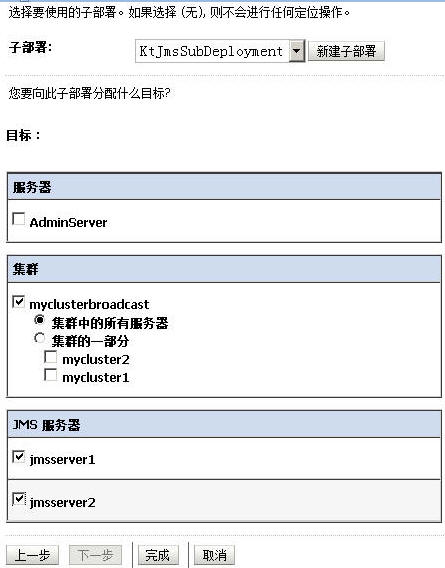 选择要使用的子部署。如果选择 (无), 则不会进行任何定位操作。
子部署: KtJmsSubDeployment 新建子部署
您要向此子部署分配什么目标?
目标 :
服务器
AdminServer
集群
myclusterbroadcast
集群中的所有服务器
集群的一部分
mycluster2
mycluster1
JMS 服务器
jmsserver1
jmsserver2
上一步 下一步 完成 取消